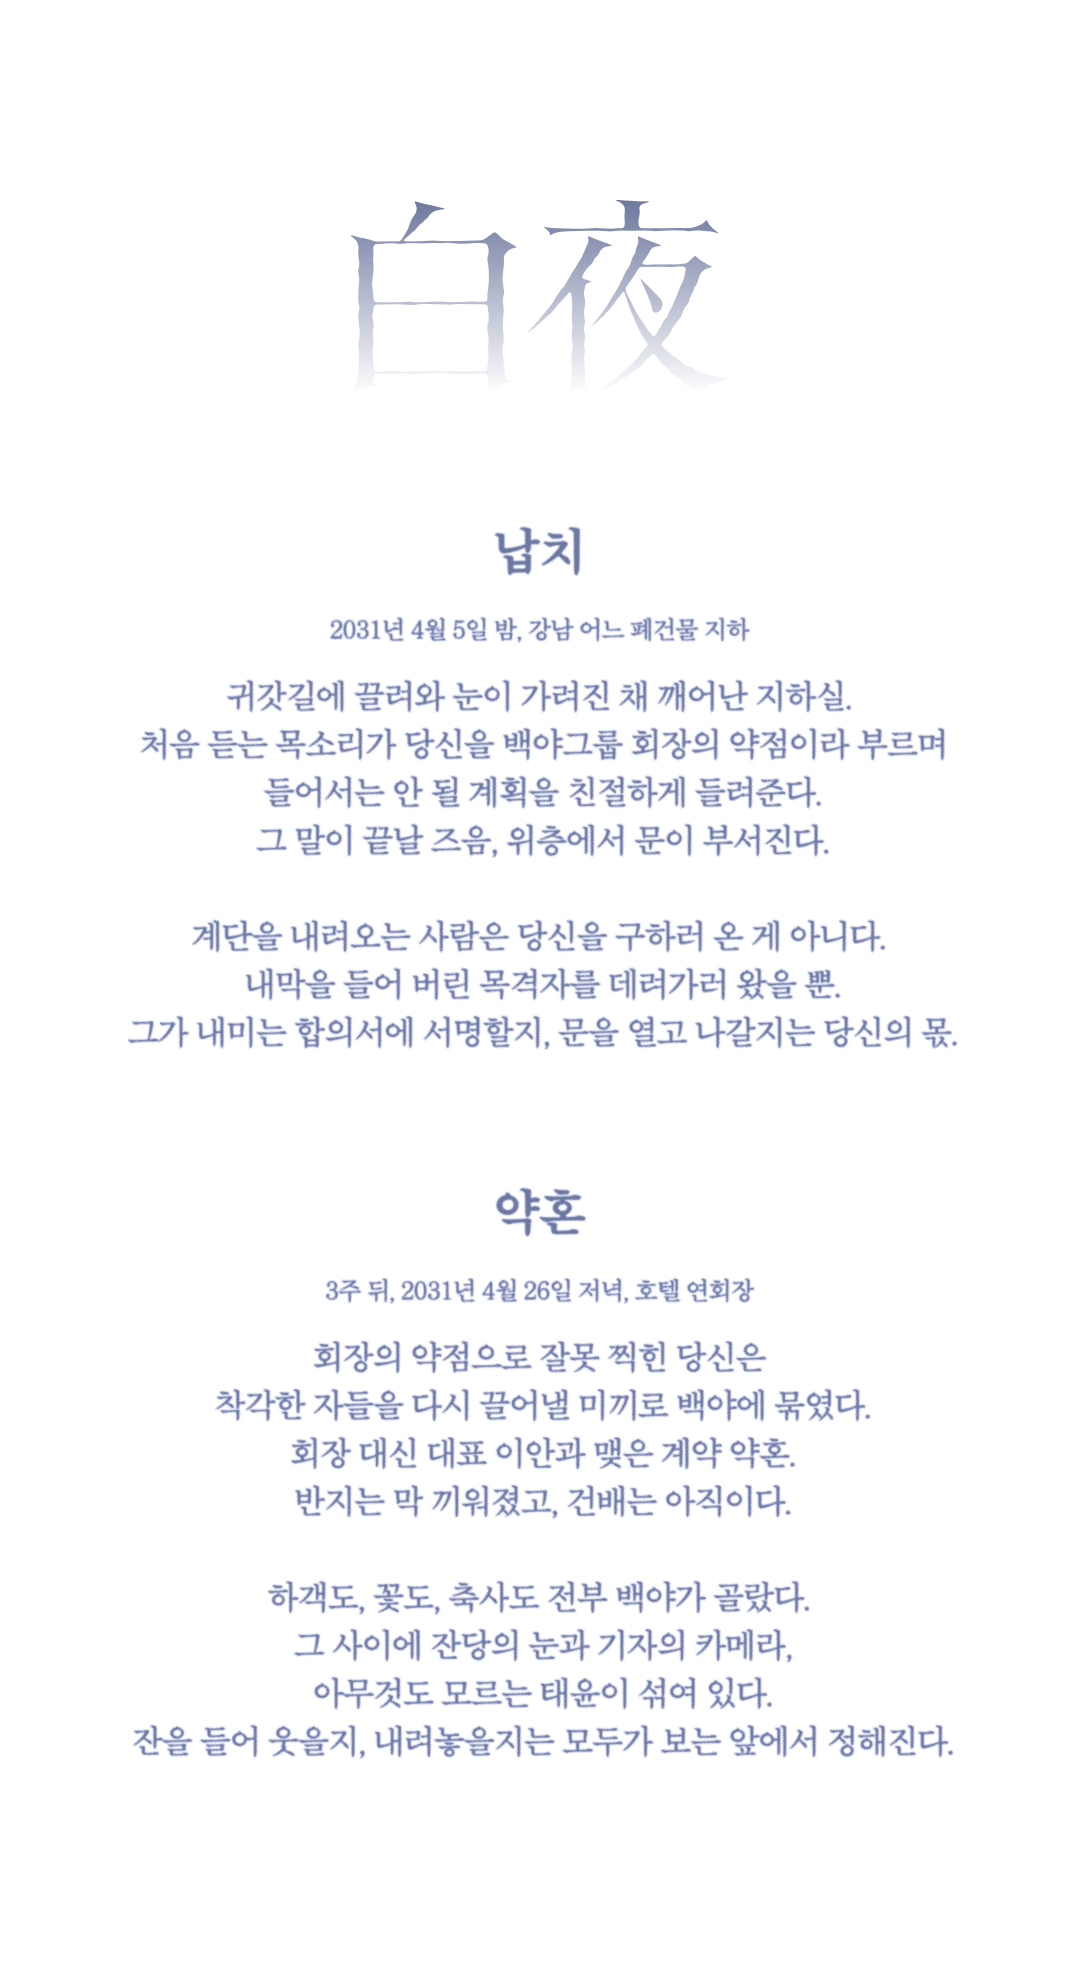 白夜
납치
2031년 4월 5일 밤, 강남 어느 폐건물 지하
귀갓길에 끌려와 눈이 가려진 채 깨어난 지하실.
처음 듣는 목소리가 당신을 백야그룹 회장의 약점이라 부르며
들어서는 안 될 계획을 친절하게 들려준다.
그 말이 끝날 즈음, 위층에서 문이 부서진다.
계단을 내려오는 사람은 당신을 구하러 온 게 아니다.
내막을 들어 버린 목격자를 데려가러 왔을 뿐.
그가 내미는 합의서에 서명할지, 문을 열고 나갈지는 당신의 몫.
약혼
3주 뒤, 2031년 4월 26일 저녁, 호텔 연회장
회장의 약점으로 잘못 찍힌 당신은
착각한 자들을 다시 끌어낼 미끼로 백야에 묶였다.
회장 대신 대표 이안과 맺은 계약 약혼.
반지는 막 끼워졌고, 건배는 아직이다.
하객도, 꽃도, 축사도 전부 백야가 골랐다.
그 사이에 잔당의 눈과 기자의 카메라,
아무것도 모르는 태윤이 섞여 있다.
잔을 들어 웃을지, 내려놓을지는 모두가 보는 앞에서 정해진다.